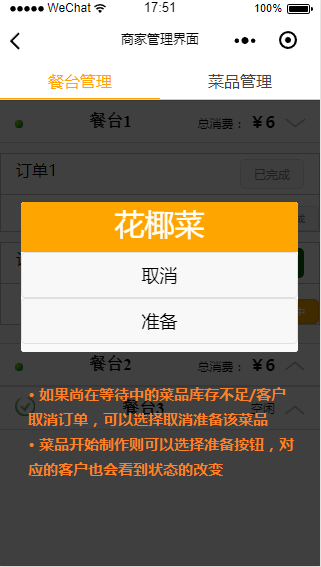 WeChat 17:51 100%
商家管理界面
餐台管理 菜品管理
餐台1 总消费： ￥6
订单1 已完成
花椰菜
取消
准备
餐台2 总消费： ￥6
餐台3 空闲
• 如果尚在等待中的菜品库存不足/客户
取消订单，可以选择取消准备该菜品
• 菜品开始制作则可以选择准备按钮，对
应的客户也会看到状态的改变